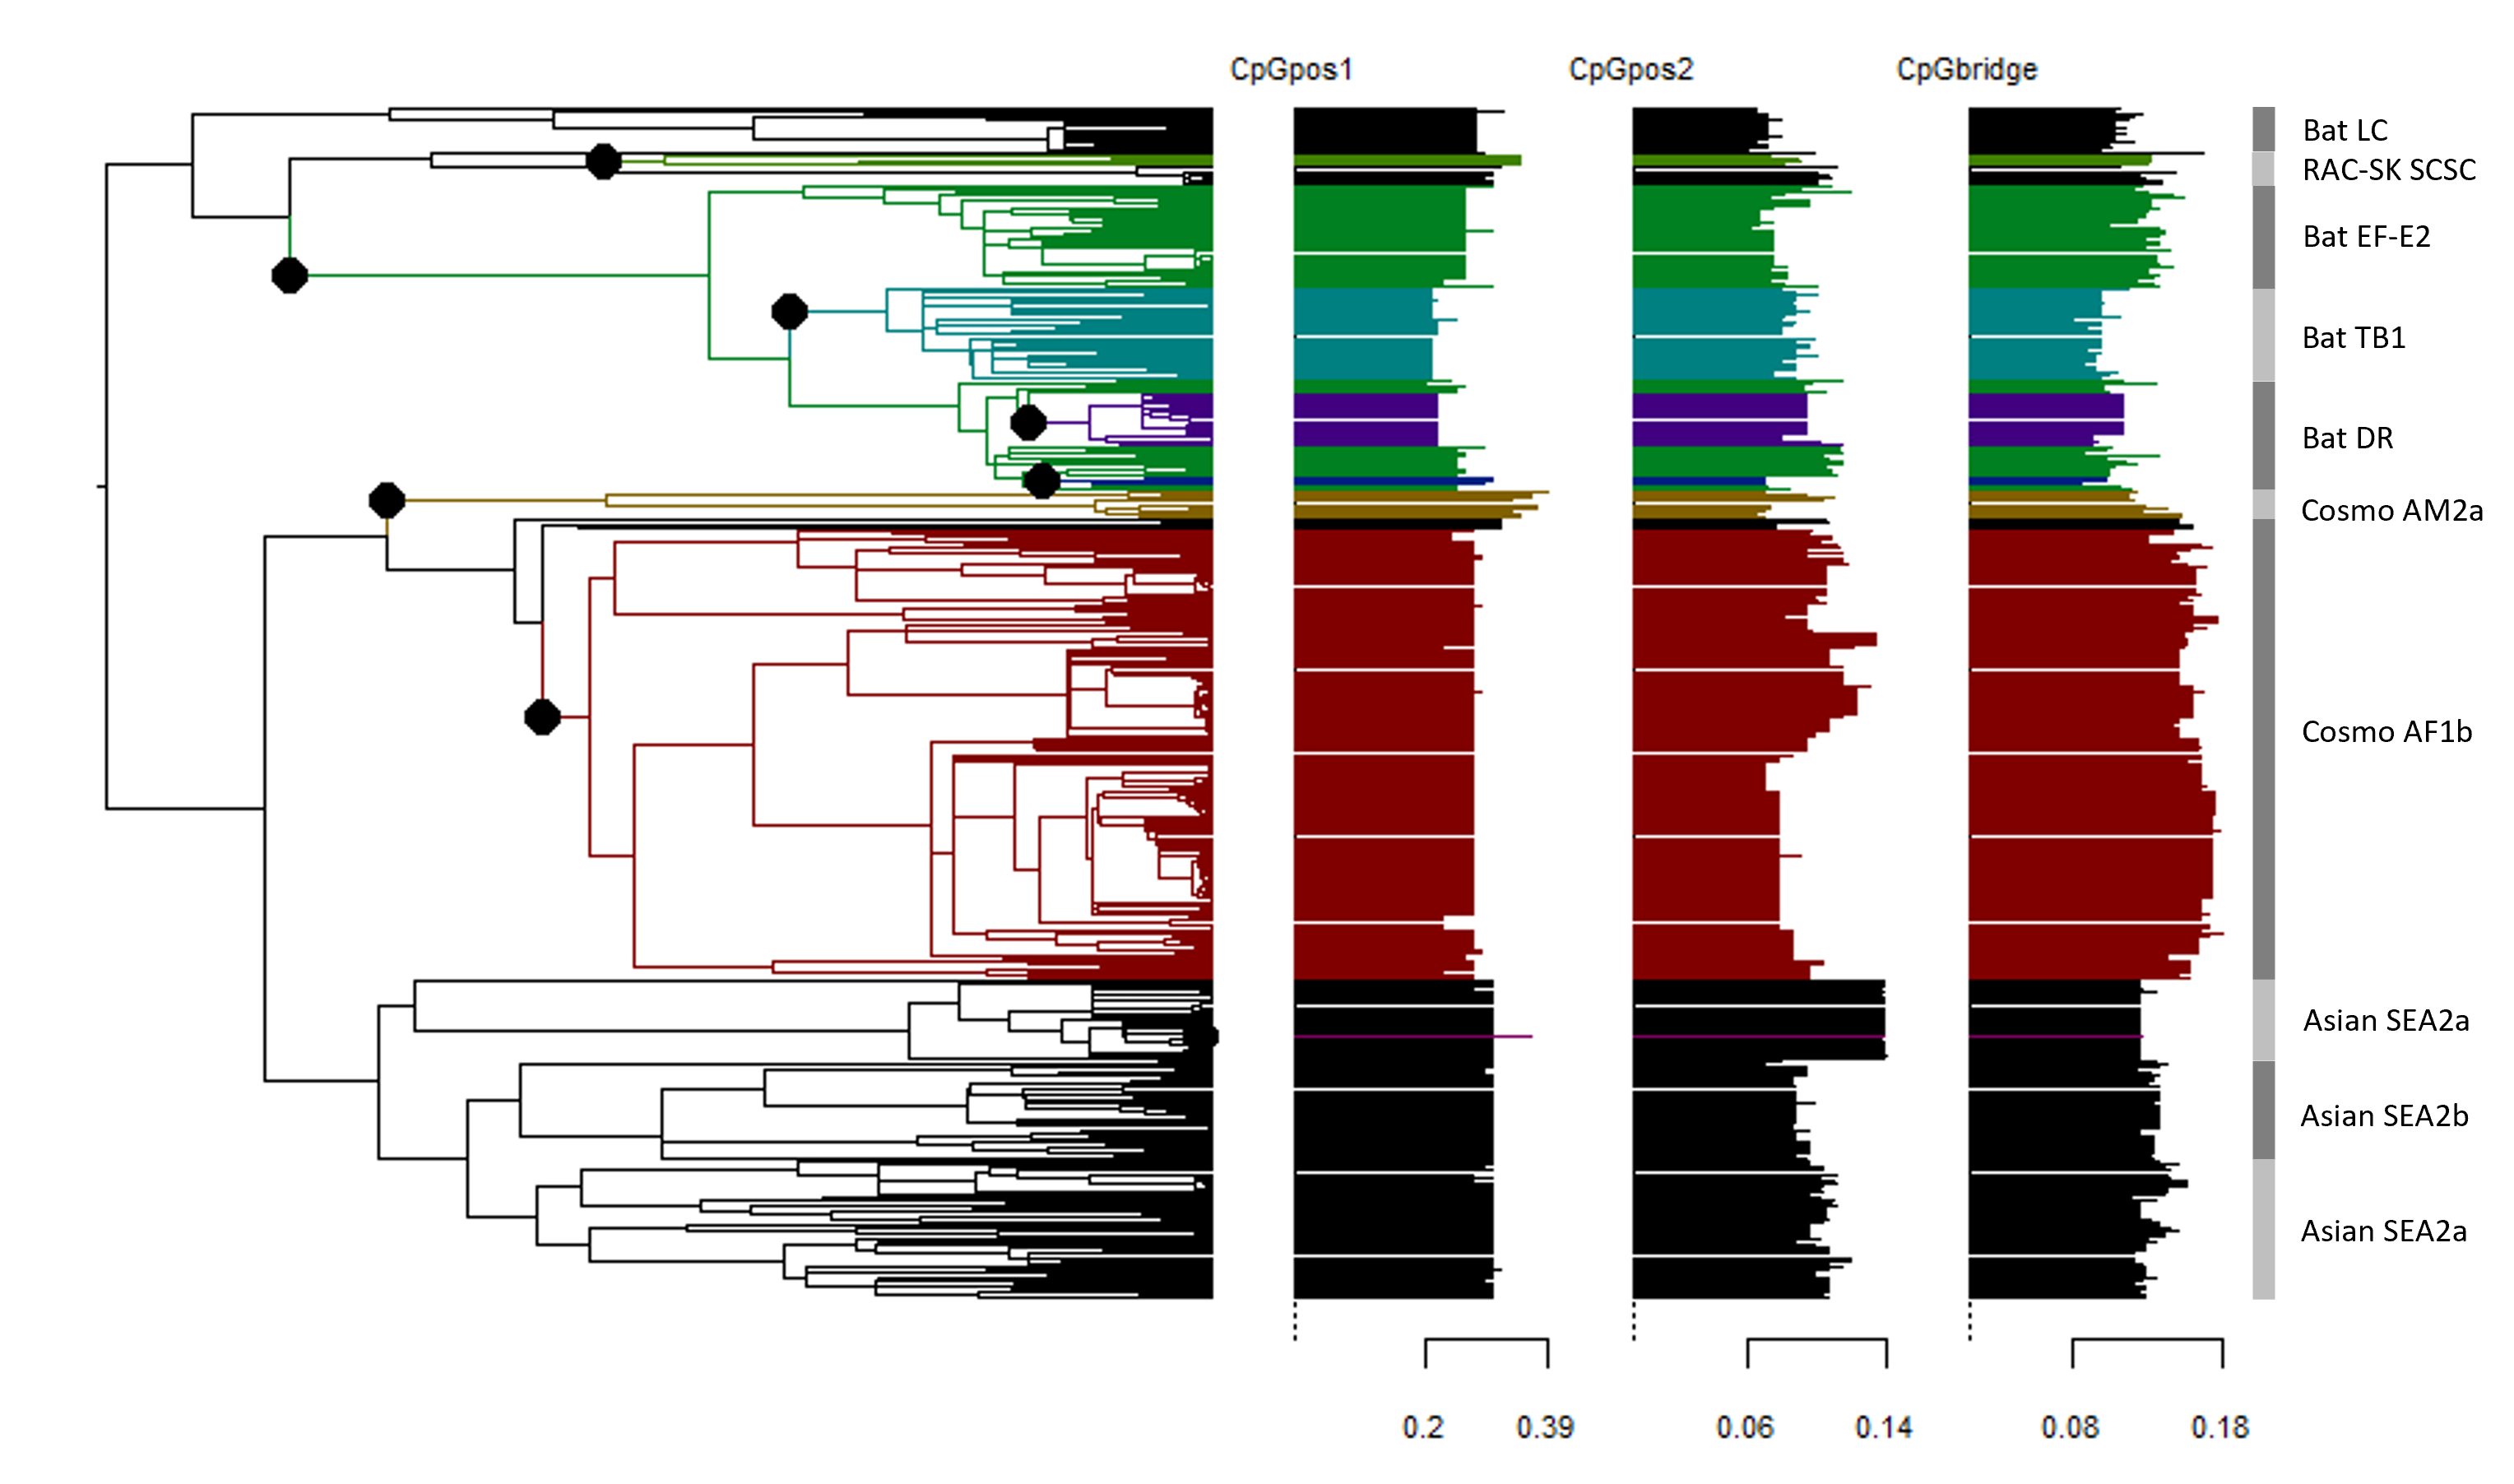 CpGpos1 CpGpos2 CpGbridge
Bat LC
RAC-SK SCSC
Bat EF-E2
Bat TB1
Bat DR
Cosmo AM2a
Cosmo AF1b
Asian SEA2a
Asian SEA2b
Asian SEA2a
0.2 0.39 0.06 0.14 0.08 0.18